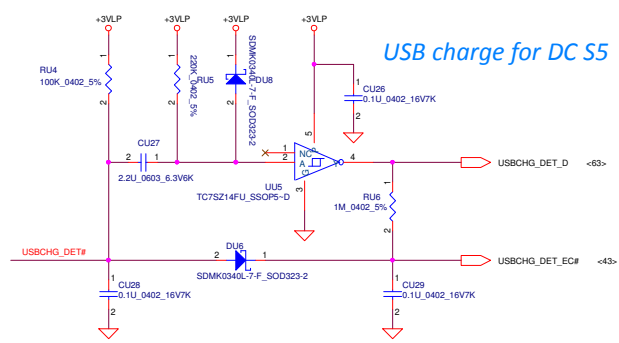 +3VLP +3VLP +3VLP +3VLP
USB charge for DC S5
1
RU4
100K_0402_5%
2
1
220K_0402_5%
RU5
2
1
SDMK0340L-7-F_SOD323-2
DU8
2
1
CU26
0.1U_0402_16V7K
2
CU27
2 1
2.2U_0603_6.3V6K
5
P
1 NC
2 A
Y 4
G
3
UU5
TC7SZ14FU_SSOP5~D
USBCHG_DET_D <63>
1
RU6
1M_0402_5%
2
USBCHG_DET#
DU6
2 1
SDMK0340L-7-F_SOD323-2
USBCHG_DET_EC# <43>
1
CU28
0.1U_0402_16V7K
2
1
CU29
0.1U_0402_16V7K
2